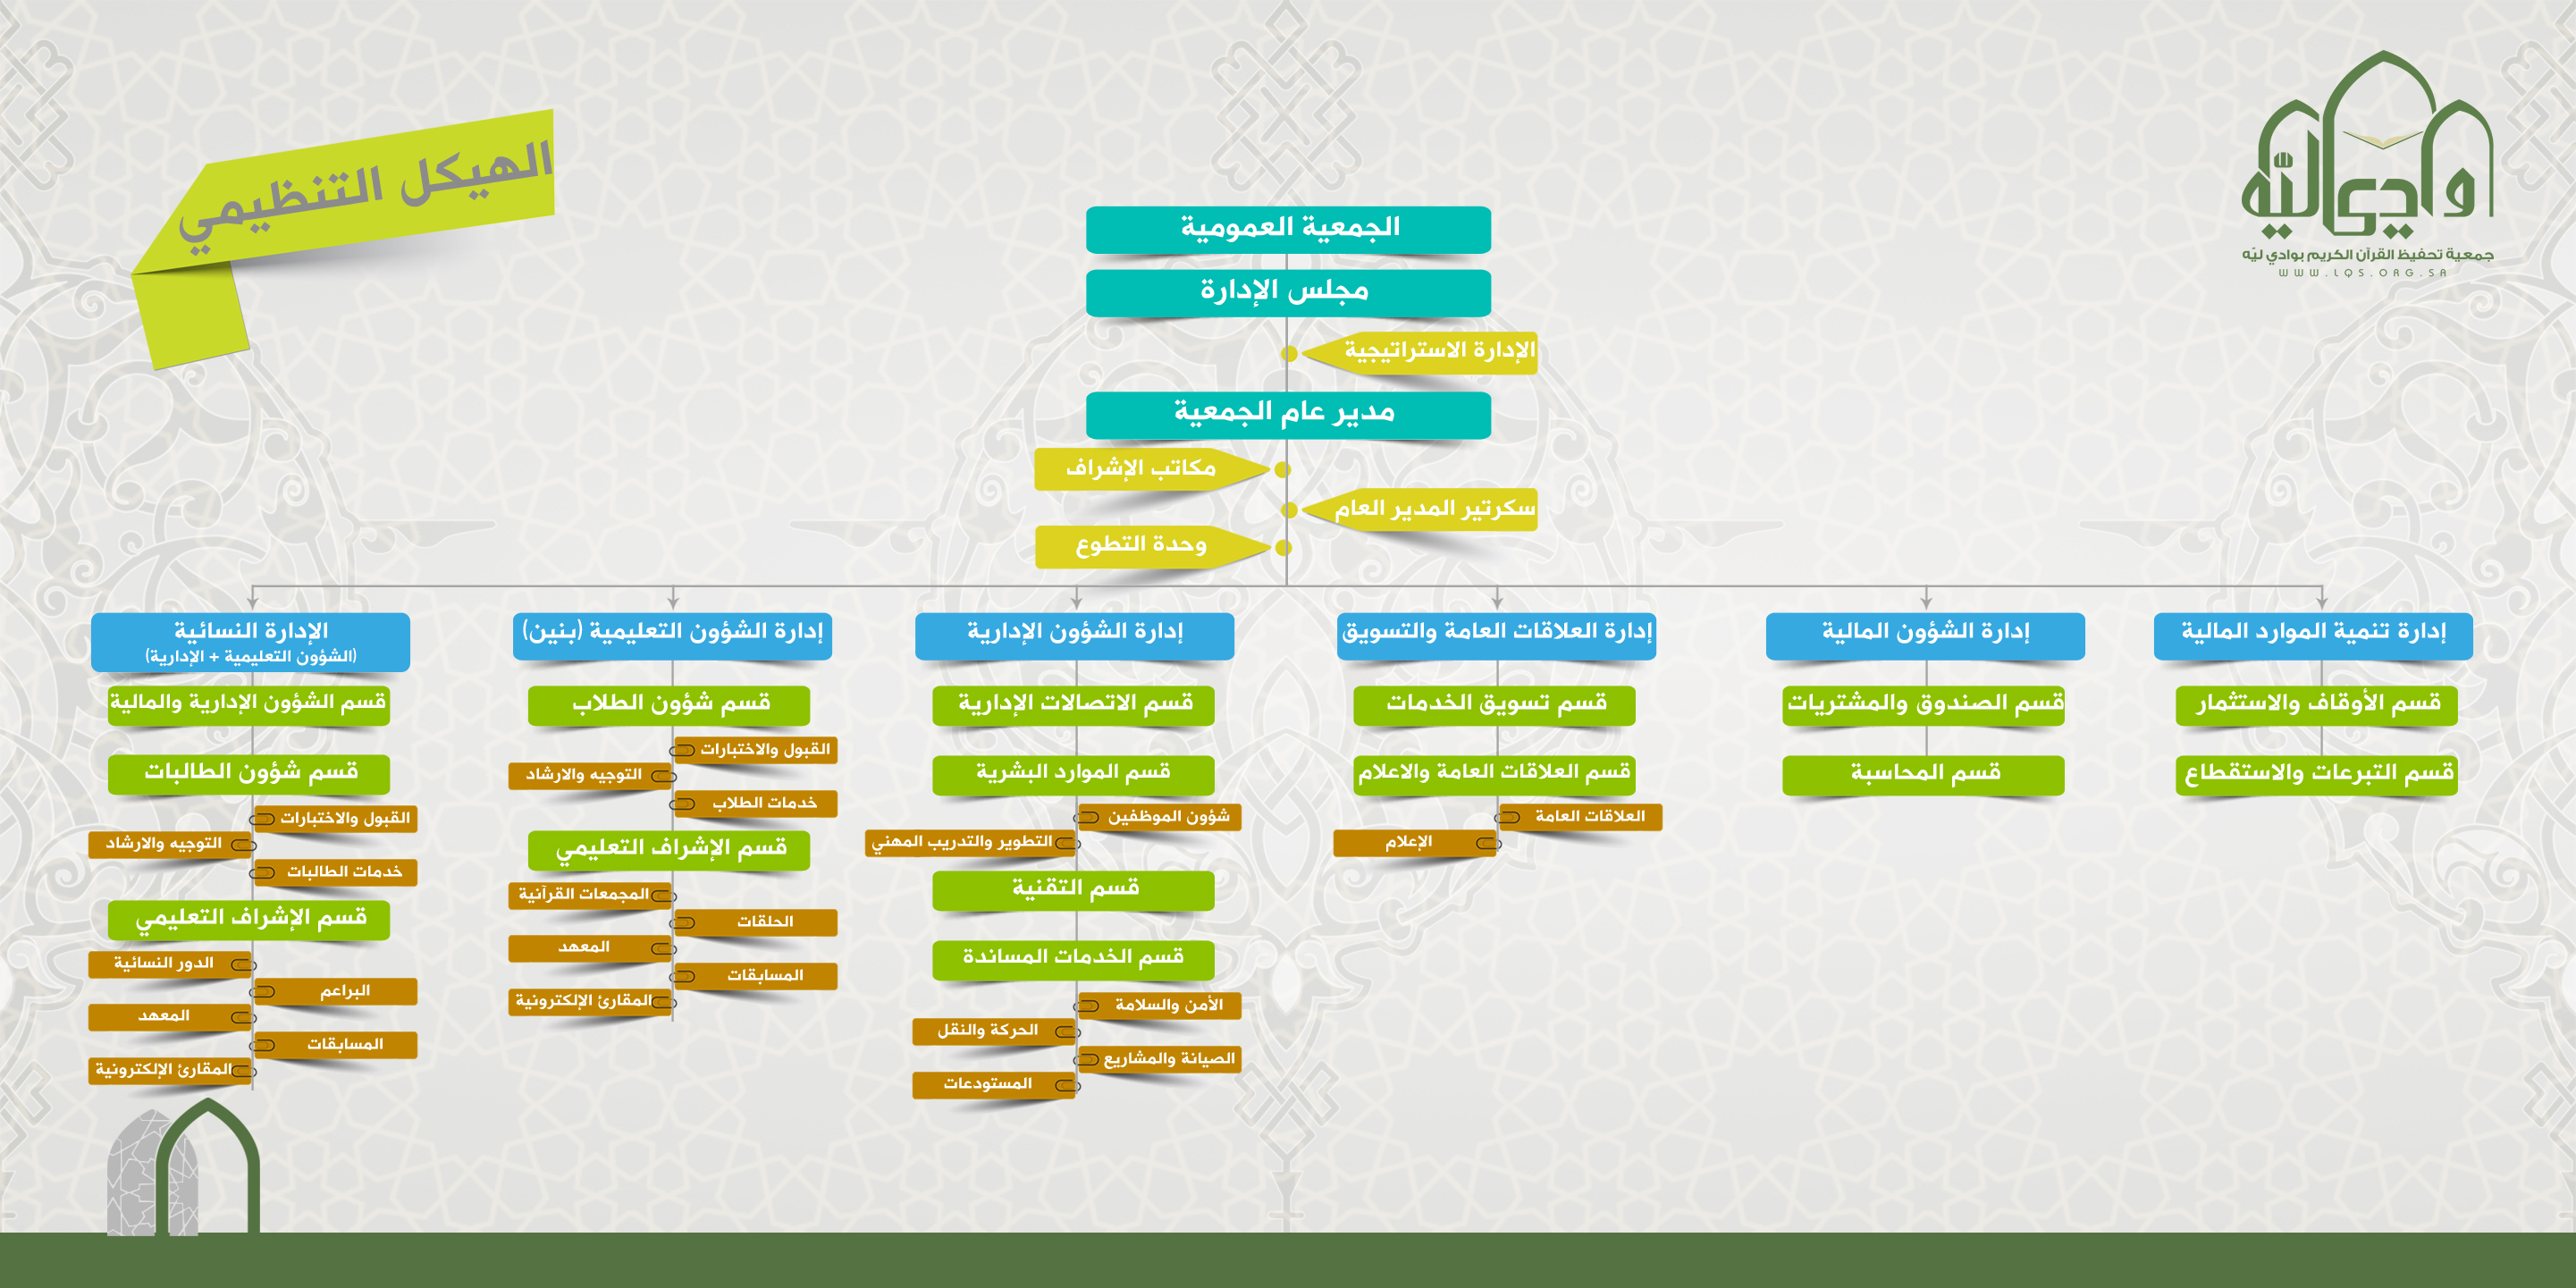 وادي ليّه
جمعية تحفيظ القرآن الكريم بوادي ليّه
WWW.LQS.ORG.SA
الهيكل التنظيمي
الجمعية العمومية
مجلس الإدارة
الإدارة الاستراتيجية
مدير عام الجمعية
مكاتب الإشراف
سكرتير المدير العام
وحدة التطوع
إدارة تنمية الموارد المالية
قسم الأوقاف والاستثمار
قسم التبرعات والاستقطاع
إدارة الشؤون المالية
قسم الصندوق والمشتريات
قسم المحاسبة
إدارة العلاقات العامة والتسويق
قسم تسويق الخدمات
قسم العلاقات العامة والاعلام
العلاقات العامة
الإعلام
إدارة الشؤون الإدارية
قسم الاتصالات الإدارية
قسم الموارد البشرية
شؤون الموظفين
التطوير والتدريب المهني
قسم التقنية
قسم الخدمات المساندة
الأمن والسلامة
الحركة والنقل
الصيانة والمشاريع
المستودعات
إدارة الشؤون التعليمية (بنين)
قسم شؤون الطلاب
القبول والاختبارات
التوجيه والارشاد
خدمات الطلاب
قسم الإشراف التعليمي
المجمعات القرآنية
الحلقات
المعهد
المسابقات
المقارئ الإلكترونية
الإدارة النسائية
(الشؤون التعليمية + الإدارية)
قسم الشؤون الإدارية والمالية
قسم شؤون الطالبات
القبول والاختبارات
التوجيه والارشاد
خدمات الطالبات
قسم الإشراف التعليمي
الدور النسائية
البراعم
المعهد
المسابقات
المقارئ الإلكترونية